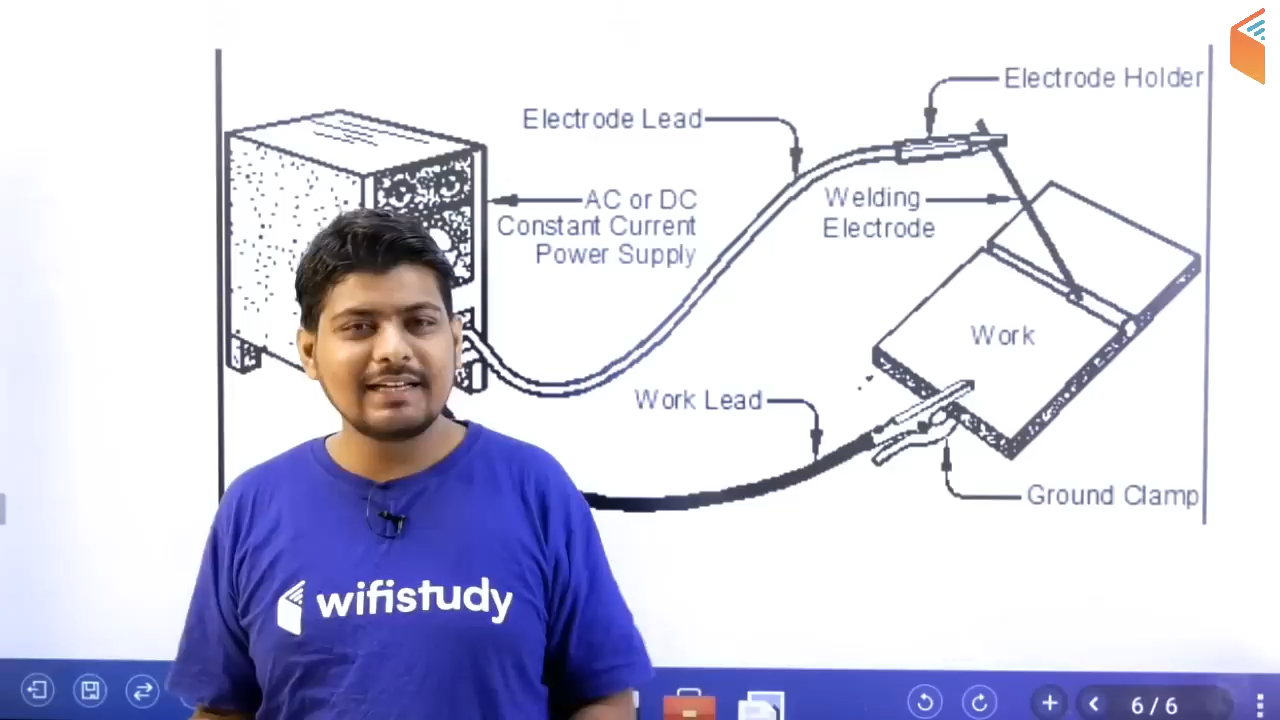 Electrode Holder
Electrode Lead
AC or DC
Constant Current
Power Supply
Welding
Electrode
Work
Work Lead
Ground Clamp
wifistudy
6/6